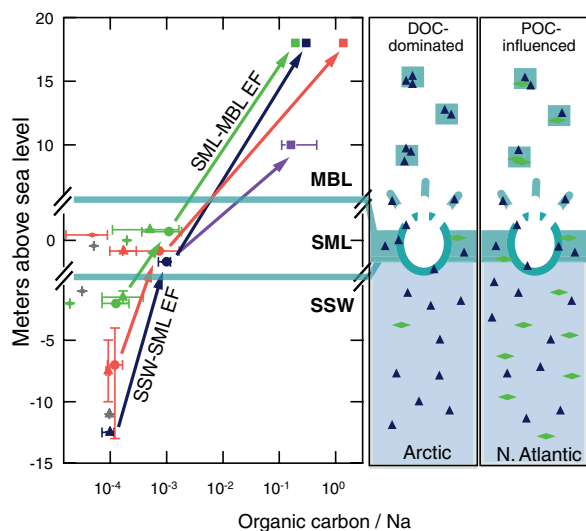 20
15
10
5
0
-5
-10
-15
Meters above sea level
SML-MBL EF
SSW-SML EF
MBL
SML
SSW
10⁻⁴
10⁻³
10⁻²
10⁻¹
10⁰
Organic carbon / Na
DOC-
dominated
Arctic
POC-
influenced
N. Atlantic